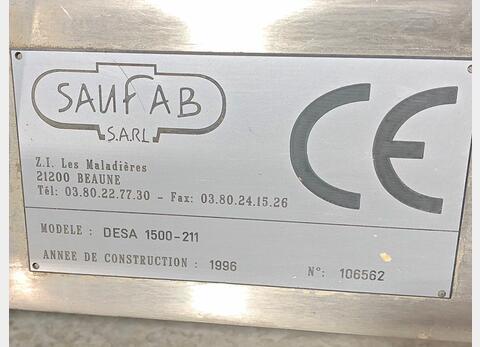 SAUFAB
S.A.RL
CE
Z.I. Les Maladières
21200 BEAUNE
Tél: 03.80.22.77.30 - Fax: 03.80.24.15.26
MODELE : DESA 1500-211
ANNEE DE CONSTRUCTION : 1996 N°: 106562